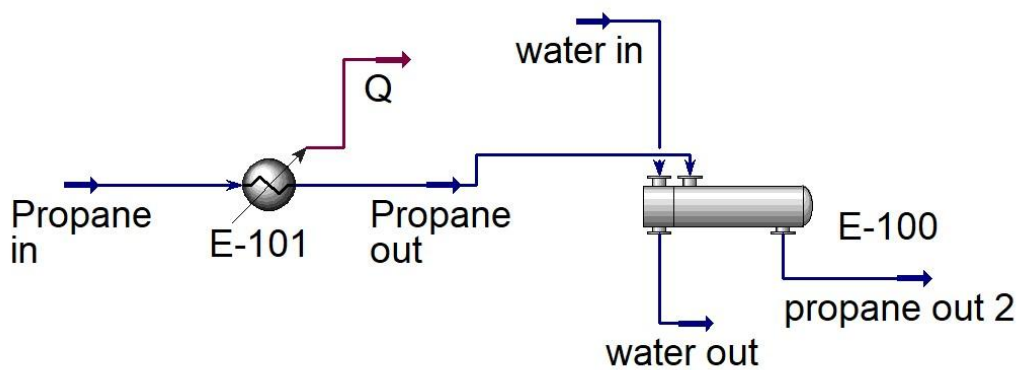 water in
Q
Propane
in
E-101
Propane
out
E-100
propane out 2
water out